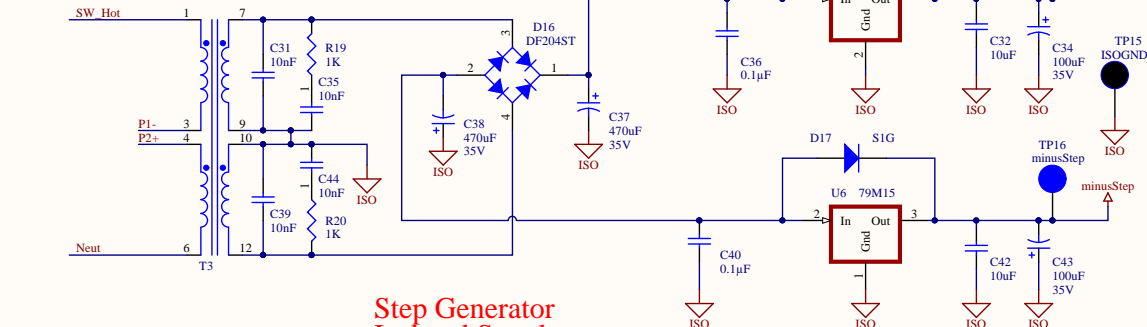 SW_Hot
1
7
C31
10nF
R19
1K
C35
10nF
1
P1-
3
9
P2+
4
10
C44
10nF
1
ISO
C39
10nF
R20
1K
Neut
6
12
T3
D16
DF204ST
3
2
1
4
C38
470uF
35V
ISO
C37
470uF
35V
ISO
C36
0.1µF
ISO
In
Out
Gnd
2
ISO
C32
10uF
ISO
C34
100uF
35V
ISO
TP15
ISOGND
ISO
D17
S1G
TP16
minusStep
minusStep
U6
79M15
2
In
Out
3
Gnd
1
ISO
C40
0.1µF
ISO
C42
10uF
ISO
C43
100uF
35V
ISO
Step Generator